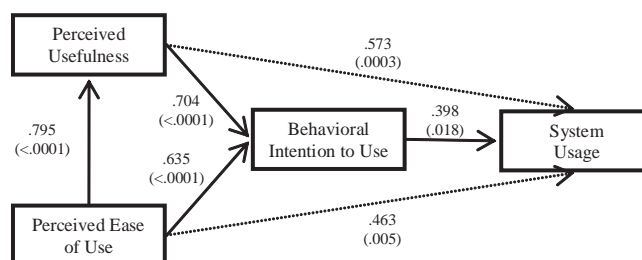 Perceived
Usefulness
.573
(.0003)
.704
(<.0001)
.795
(<.0001)
Behavioral
Intention to Use
.398
(.018)
System
Usage
.635
(<.0001)
Perceived Ease
of Use
.463
(.005)